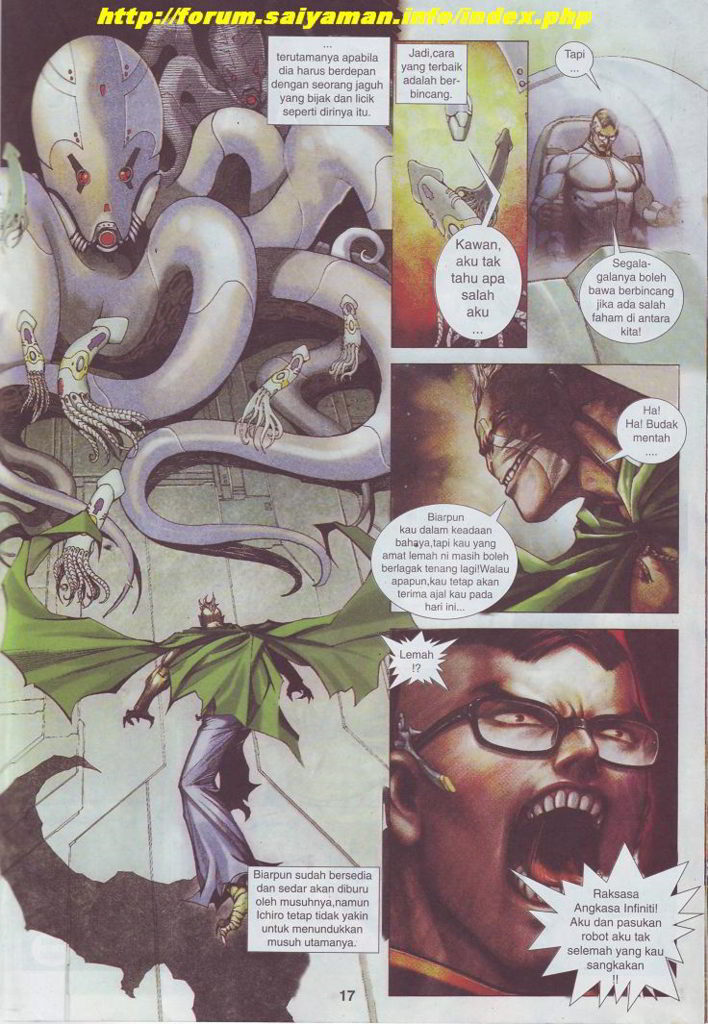 http://forum.saiyaman.info/index.php
...
terutamanya apabila
dia harus berdepan
dengan seorang jaguh
yang bijak dan licik
seperti dirinya itu.
Jadi,cara
yang terbaik
adalah ber-
bincang.
Tapi
...
Kawan,
aku tak
tahu apa
salah
aku
...
Segala-
galanya boleh
bawa berbincang
jika ada salah
faham di antara
kita!
Ha!
Ha! Budak
mentah
....
Biarpun
kau dalam keadaan
bahaya,tapi kau yang
amat lemah ni masih boleh
berlagak tenang lagi!Walau
apapun,kau tetap akan
terima ajal kau pada
hari ini...
Lemah
!?
Biarpun sudah bersedia
dan sedar akan diburu
oleh musuhnya,namun
Ichiro tetap tidak yakin
untuk menundukkan
musuh utamanya.
Raksasa
Angkasa Infiniti!
Aku dan pasukan
robot aku tak
selemah yang kau
sangkakan
!!
17